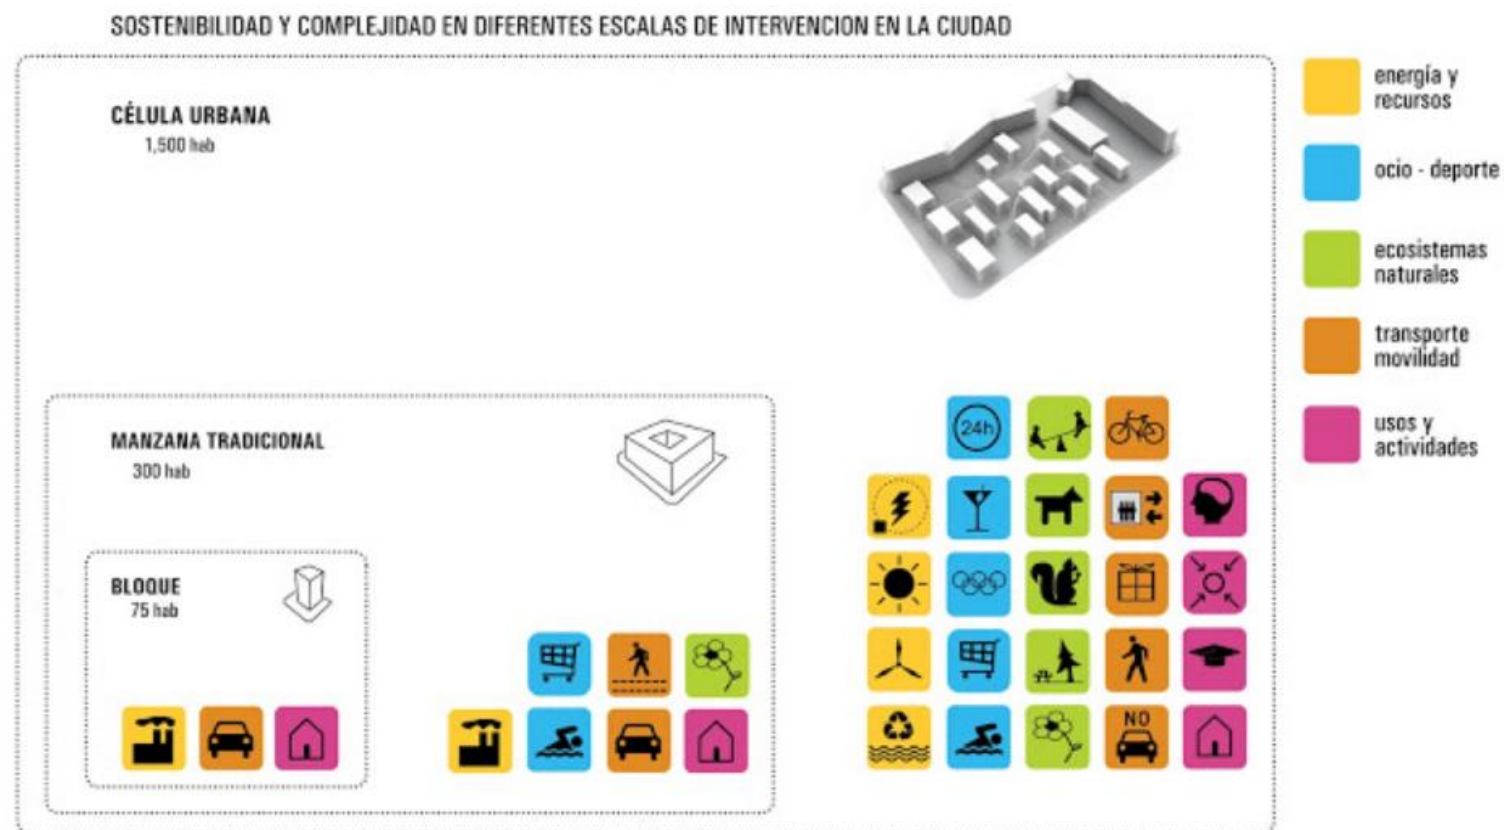 SOSTENIBILIDAD Y COMPLEJIDAD EN DIFERENTES ESCALAS DE INTERVENCION EN LA CIUDAD
CÉLULA URBANA
1,500 hab
MANZANA TRADICIONAL
300 hab
BLOQUE
75 hab
24h
NO
energía y
recursos
ocio - deporte
ecosistemas
naturales
transporte
movilidad
usos y
actividades